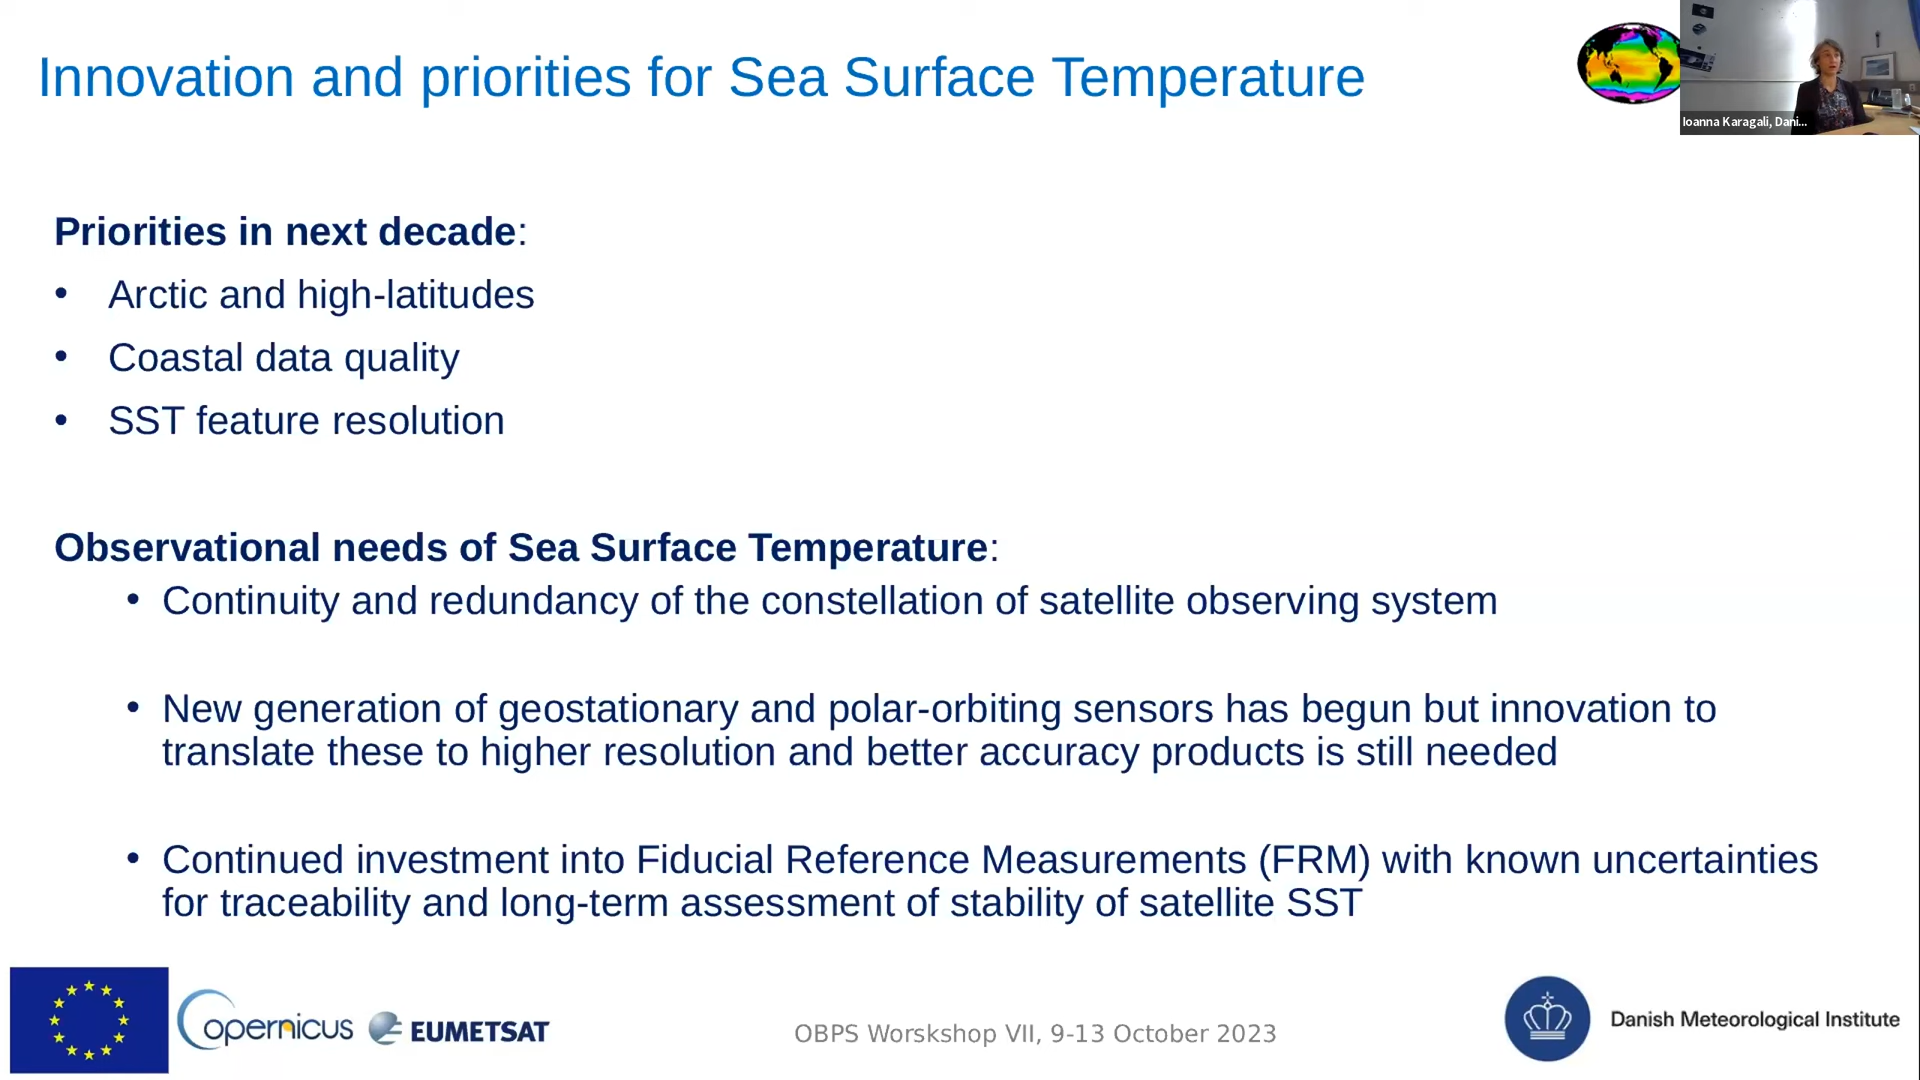 Innovation and priorities for Sea Surface Temperature
Ioanna Karagali, Dani...
Priorities in next decade:
• Arctic and high-latitudes
• Coastal data quality
• SST feature resolution
Observational needs of Sea Surface Temperature:
• Continuity and redundancy of the constellation of satellite observing system
• New generation of geostationary and polar-orbiting sensors has begun but innovation to
translate these to higher resolution and better accuracy products is still needed
• Continued investment into Fiducial Reference Measurements (FRM) with known uncertainties
for traceability and long-term assessment of stability of satellite SST
opernicus
EUMETSAT
OBPS Worskshop VII, 9-13 October 2023
Danish Meteorological Institute